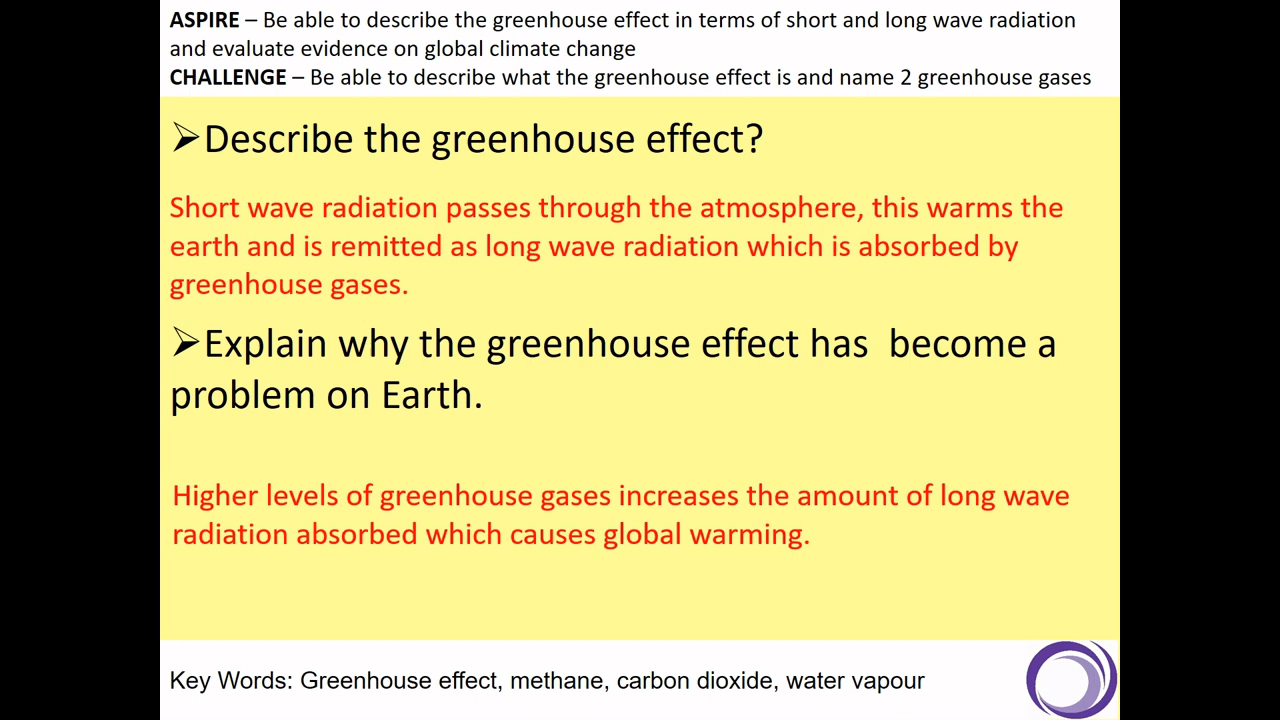 ASPIRE – Be able to describe the greenhouse effect in terms of short and long wave radiation
and evaluate evidence on global climate change
CHALLENGE – Be able to describe what the greenhouse effect is and name 2 greenhouse gases
➢Describe the greenhouse effect?
Short wave radiation passes through the atmosphere, this warms the
earth and is remitted as long wave radiation which is absorbed by
greenhouse gases.
➢Explain why the greenhouse effect has  become a
problem on Earth.
Higher levels of greenhouse gases increases the amount of long wave
radiation absorbed which causes global warming.
Key Words: Greenhouse effect, methane, carbon dioxide, water vapour